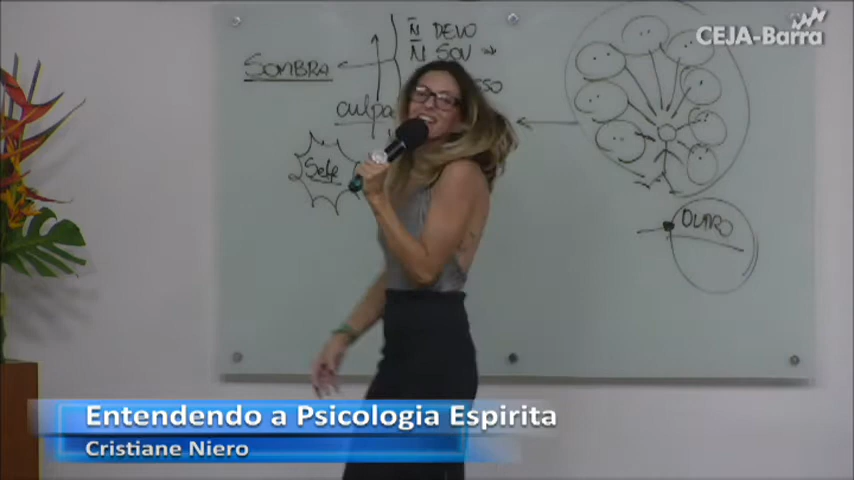 CEJA-Barra
Ñ DEVO
Ñ SOU
SOMBRA
culpa
Self
OUTRO
Entendendo a Psicologia Espirita
Cristiane Niero